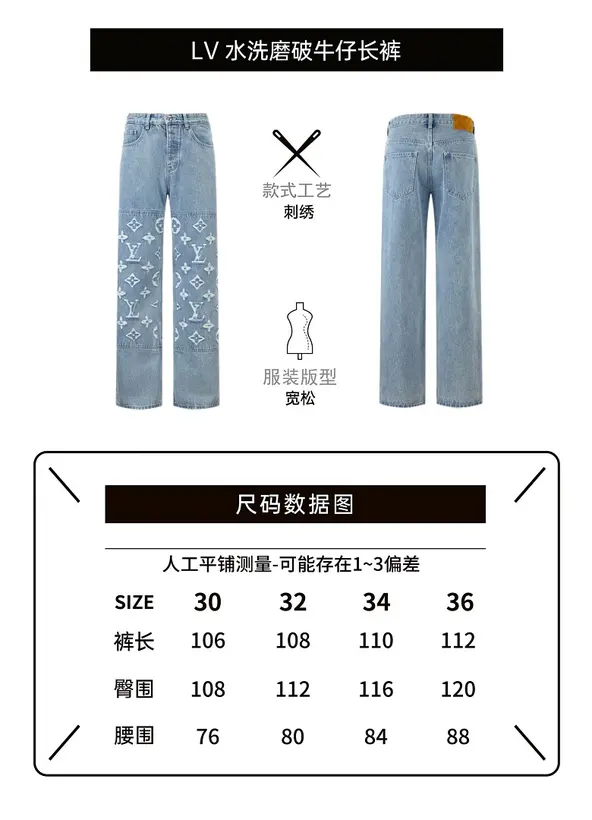 LV 水洗磨破牛仔长裤
款式工艺
刺绣
服装版型
宽松
尺码数据图
人工平铺测量-可能存在1~3偏差
SIZE 30 32 34 36
裤长 106 108 110 112
臀围 108 112 116 120
腰围 76 80 84 88